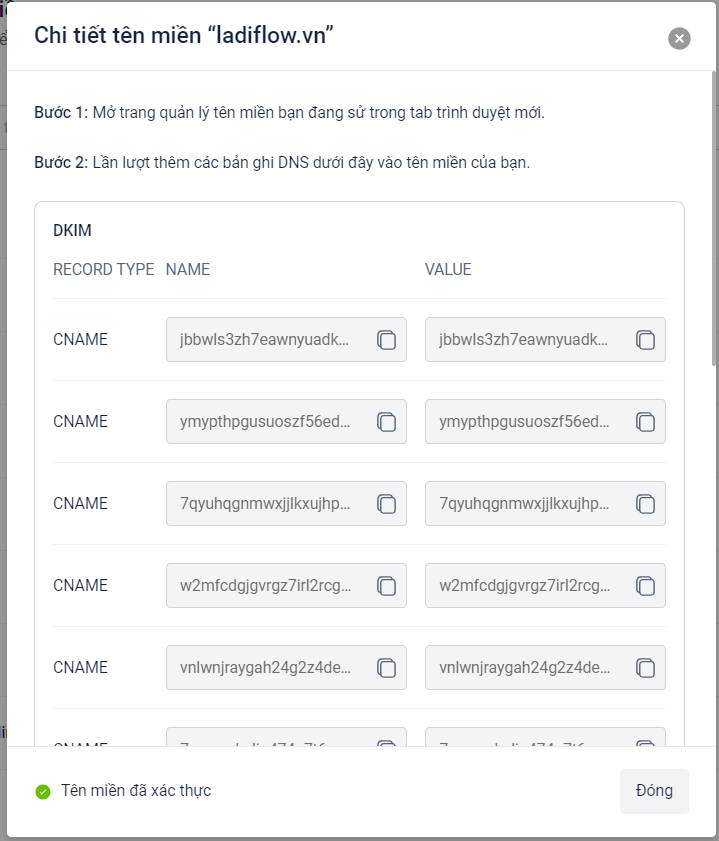 Chi tiết tên miền “ladiflow.vn”
Bước 1: Mở trang quản lý tên miền bạn đang sử trong tab trình duyệt mới.
Bước 2: Lần lượt thêm các bản ghi DNS dưới đây vào tên miền của bạn.
DKIM
RECORD TYPE NAME VALUE
CNAME jbbwls3zh7eawnyuadk... jbbwls3zh7eawnyuadk...
CNAME ymypthpgusuoszf56ed... ymypthpgusuoszf56ed...
CNAME 7qyuhqgnmwxjjlkxujhp... 7qyuhqgnmwxjjlkxujhp...
CNAME w2mfcdgjgvrgz7irl2rcg... w2mfcdgjgvrgz7irl2rcg...
CNAME vnlwnjraygah24g2z4de... vnlwnjraygah24g2z4de...
CNAME
Tên miền đã xác thực
Đóng